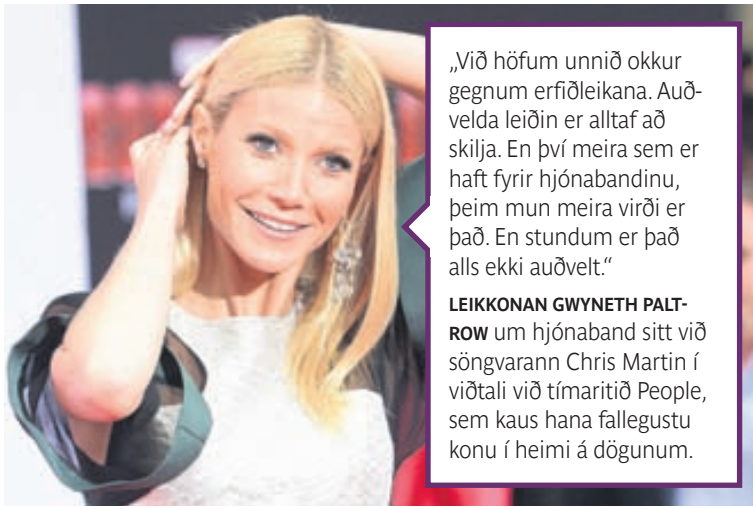 „Við höfum unnið okkur
gegnum erfiðleikana. Auð-
velda leiðin er alltaf að
skilja. En því meira sem er
haft fyrir hjónabandinu,
þeim mun meira virði er
það. En stundum er það
alls ekki auðvelt.“
LEIKKONAN GWYNETH PALT-
ROW um hjónaband sitt við
söngvarann Chris Martin í
viðtali við tímaritið People,
sem kaus hana fallegustu
konu í heimi á dögunum.